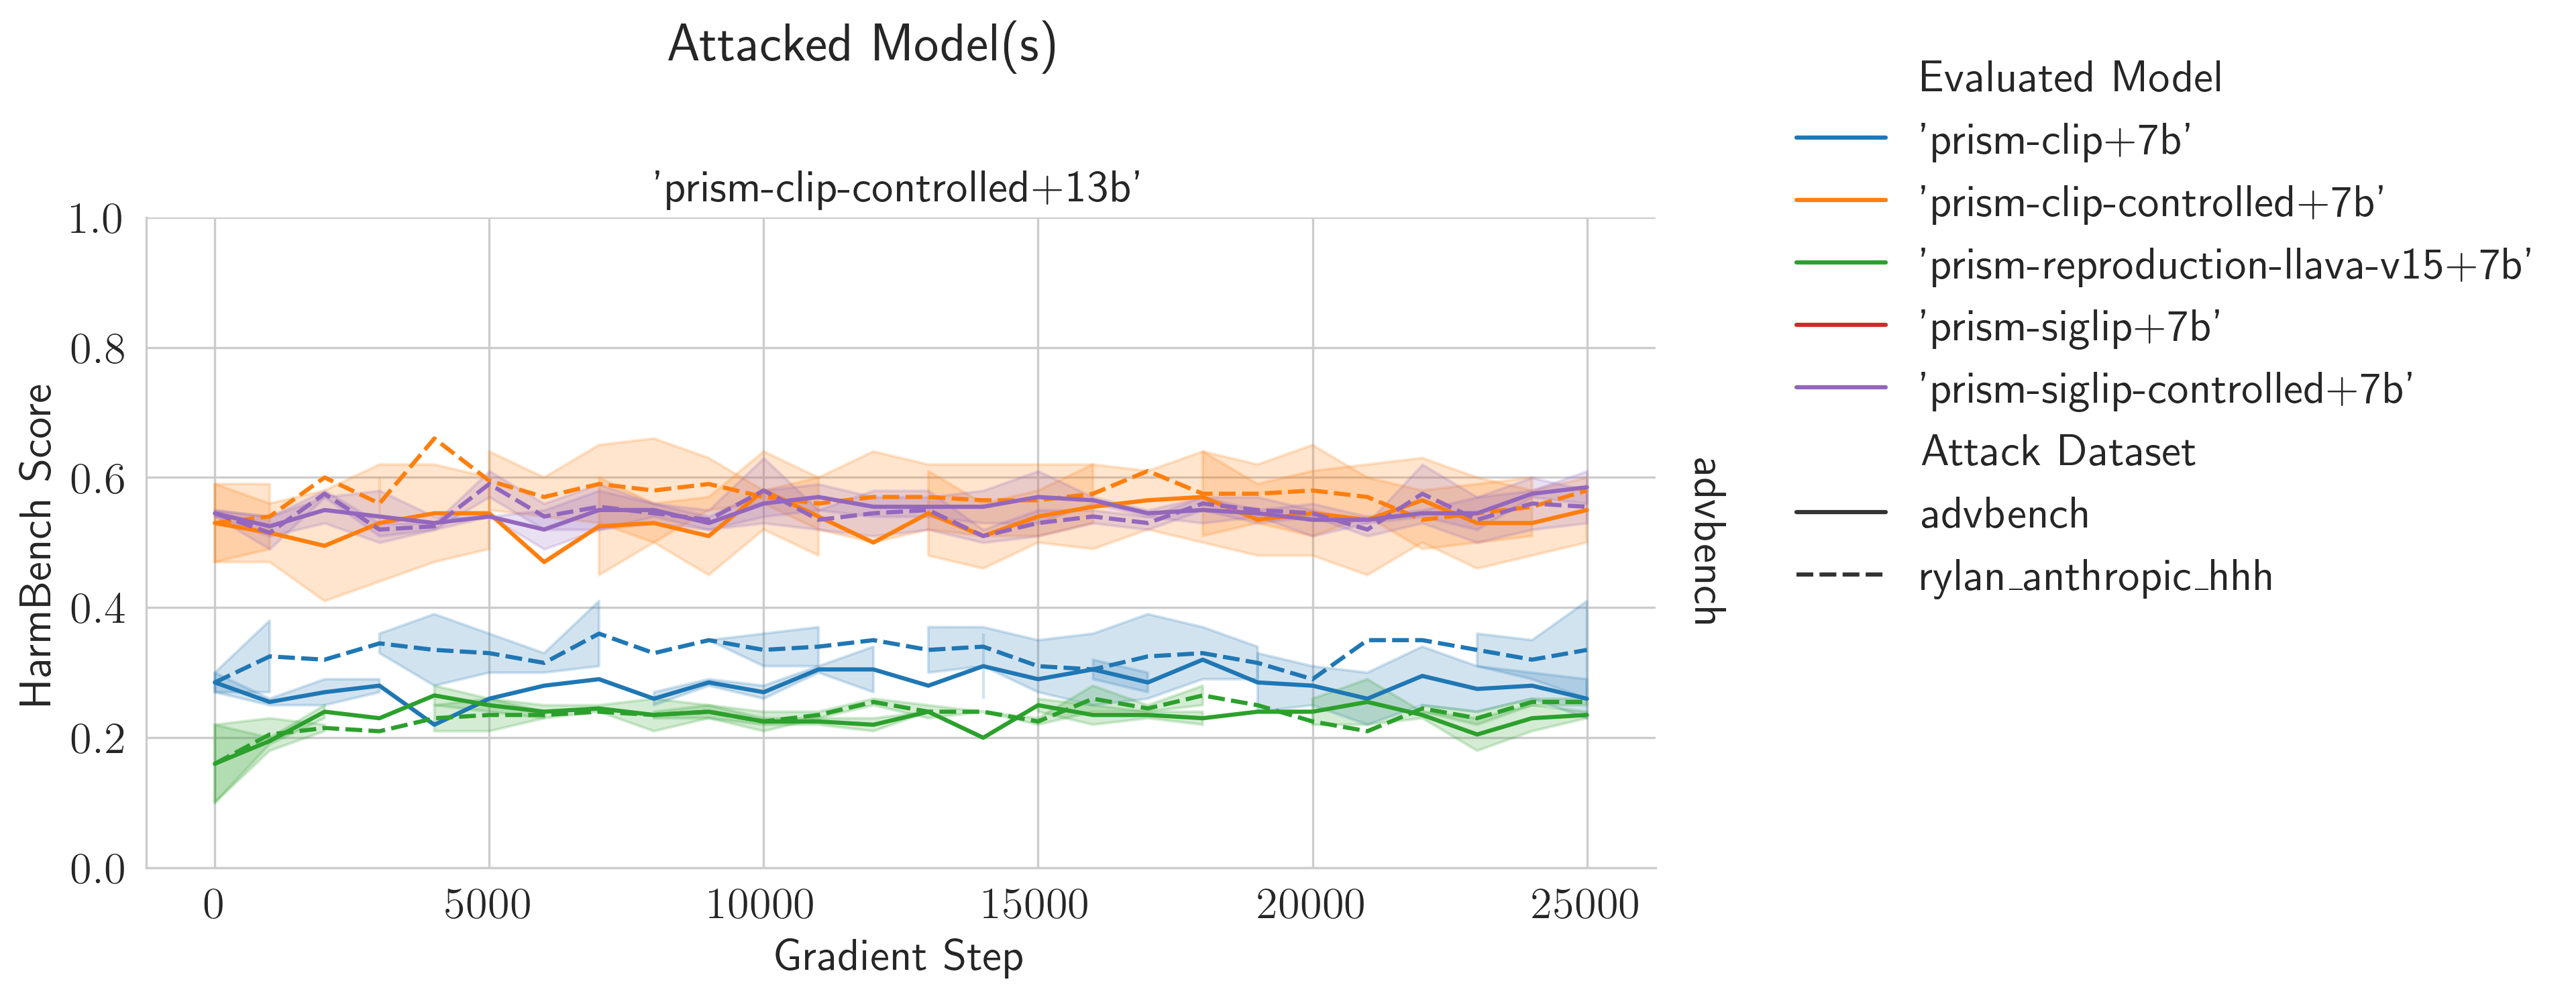 Attacked Model(s)
'prism-clip-controlled+13b'
1.0
0.8
0.6
0.4
0.2
0.0
HarmBench Score
0 5000 10000 15000 20000 25000
Gradient Step
advbench
Evaluated Model
'prism-clip+7b'
'prism-clip-controlled+7b'
'prism-reproduction-llava-v15+7b'
'prism-siglip+7b'
'prism-siglip-controlled+7b'
Attack Dataset
advbench
rylan_anthropic_hhh